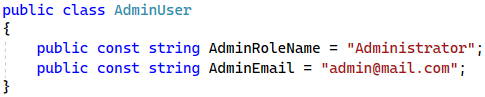 public class AdminUser
{
    public const string AdminRoleName = "Administrator";
    public const string AdminEmail = "admin@mail.com";
}